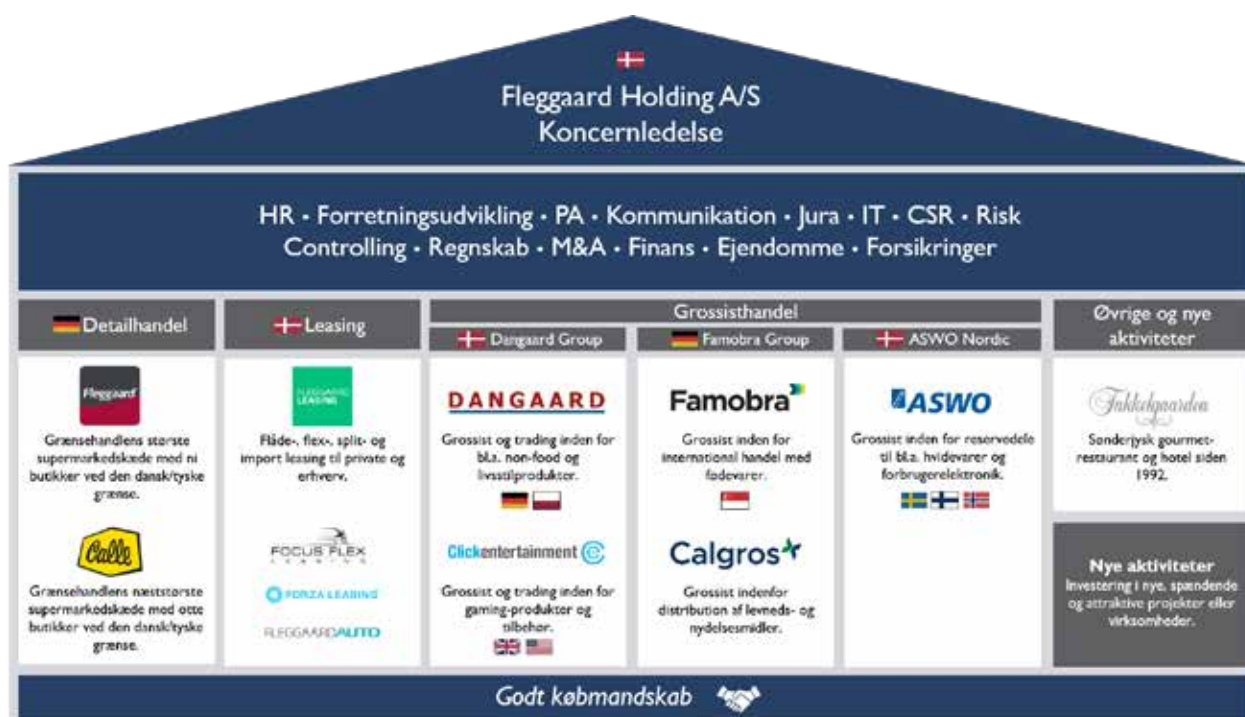 Fleggaard Holding A/S
Koncernledelse
HR • Forretningsudvikling • PA • Kommunikation • Jura • IT • CSR • Risk
Controlling • Regnskab • M&A • Finans • Ejendomme • Forsikringer
Detailhandel
Fleggaard
Grænsehandlens største
supermarkedskæde med ni
butikker ved den dansk/tyske
grænse.
Calle
Grænsehandlens næststørste
supermarkedskæde med otte
butikker ved den dansk/tyske
grænse.
Leasing
FLEGGAARD
LEASING
Flåde-, flex-, split- og
import leasing til private og
erhverv.
FOCUS FLEX
LEASING
FORZA LEASING
FLEGGAARDAUTO
Grossisthandel
Dangaard Group
DANGAARD
Grossist og trading inden for
bl.a. non-food og
livsstilprodukter.
Clickentertainment
Grossist og trading inden for
gaming-produkter og
tilbehør.
Famobra Group
Famobra
Grossist inden for
international handel med
fødevarer.
Calgros
Grossist indenfor
distribution af levneds- og
nydelsesmidler.
ASWO Nordic
ASWO
Grossist inden for reservedele
til bl.a. hvidevarer og
forbrugerelektronik.
Øvrige og nye
aktiviteter
Fakkelgaarden
Sønderjysk gourmet-
restaurant og hotel siden
1992.
Nye aktiviteter
Investering i nye, spændende
og attraktive projekter eller
virksomheder.
Godt købmandskab